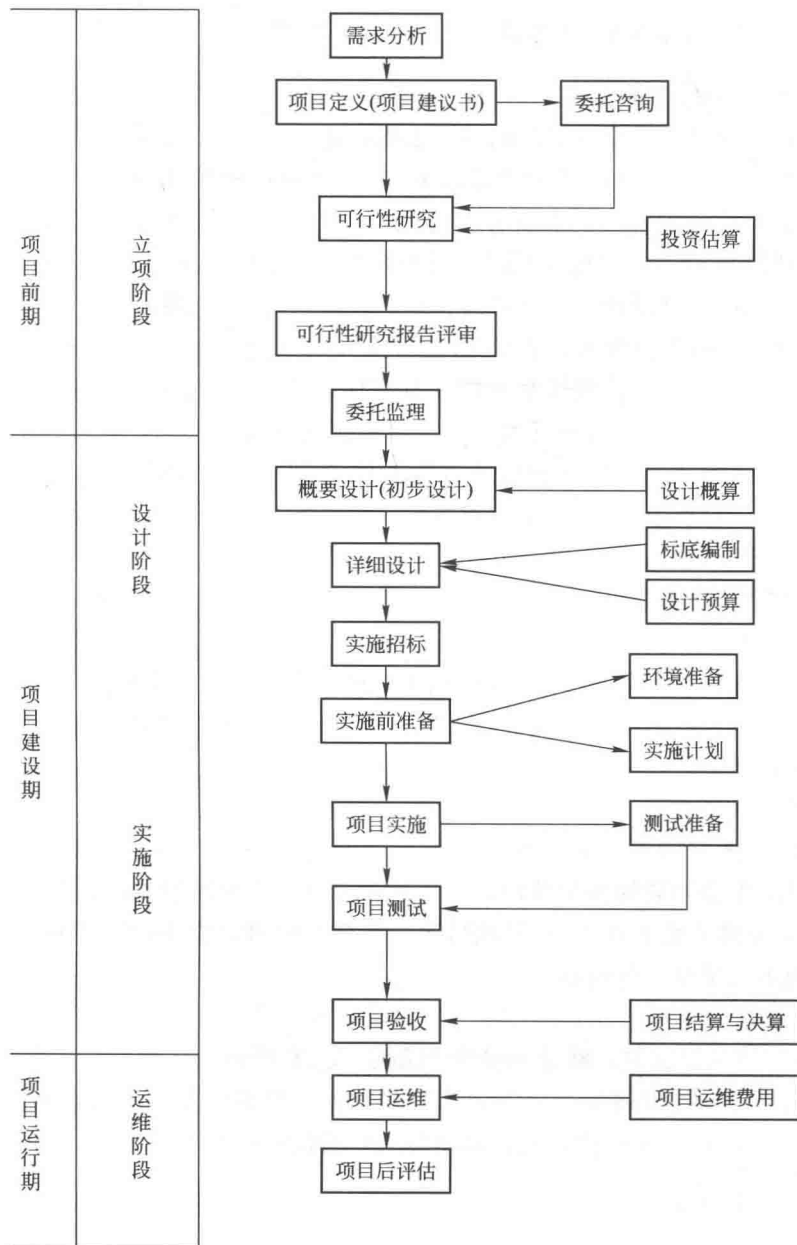 需求分析
项目定义(项目建议书)
委托咨询
可行性研究
投资估算
项目前期
立项阶段
可行性研究报告评审
委托监理
概要设计(初步设计)
设计概算
设计阶段
标底编制
详细设计
设计预算
实施招标
环境准备
项目建设期
实施前准备
实施计划
实施阶段
项目实施
测试准备
项目测试
项目验收
项目结算与决算
项目运行期
运维阶段
项目运维
项目运维费用
项目后评估